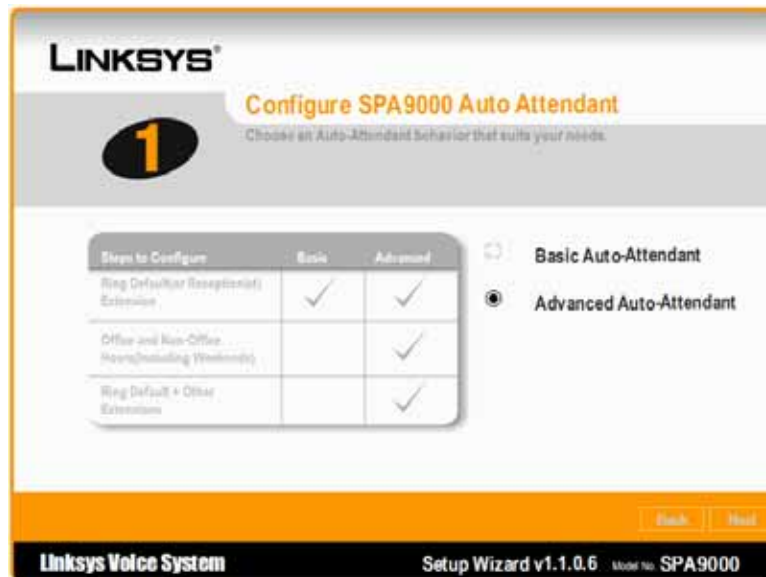 LINKSYS®
1
Configure SPA9000 Auto Attendant
Choose an Auto-Attendant behavior that suits your needs.
Steps to Configure Basic Advanced
Ring Default(or Receptionist)
Extension
Office and Non-Office
Hours(Including Weekends)
Ring Default + Other
Extensions
Basic Auto-Attendant
Advanced Auto-Attendant
Back Next
Linksys Voice System Setup Wizard v1.1.0.6 Model No. SPA9000